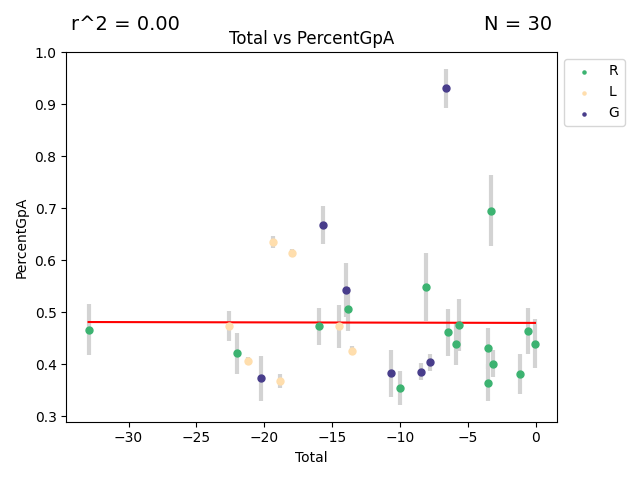 r^2 = 0.00
N = 30
Total vs PercentGpA
1.0
0.9
0.8
0.7
0.6
0.5
0.4
0.3
PercentGpA
−30
−25
−20
−15
−10
−5
0
Total
R
L
G